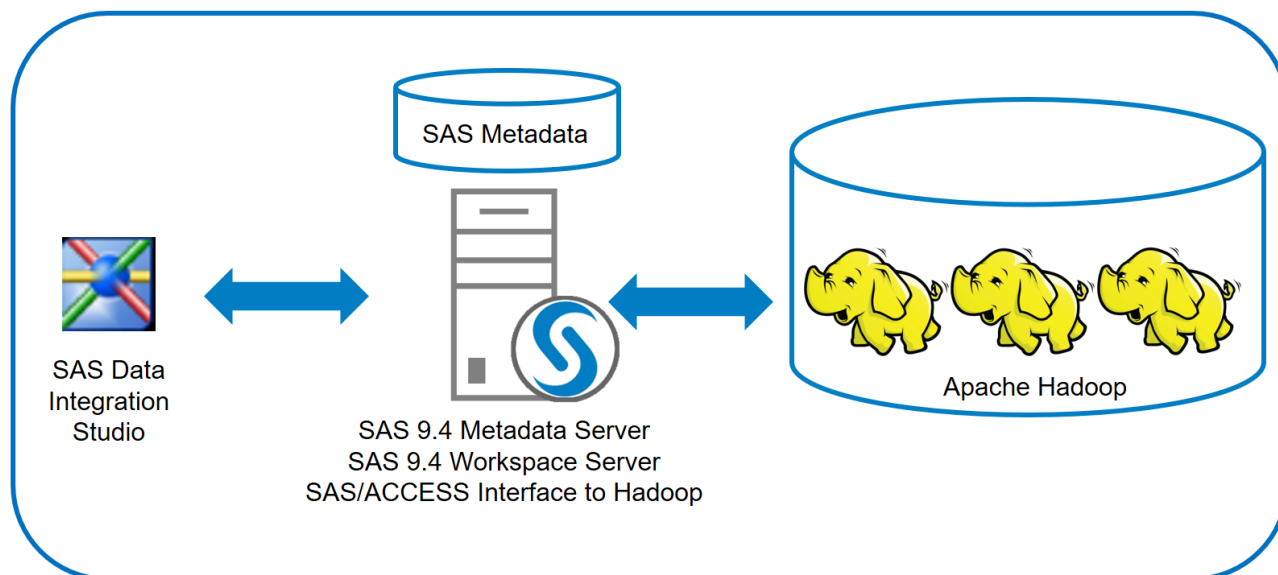 SAS Metadata
SAS Data
Integration
Studio
SAS 9.4 Metadata Server
SAS 9.4 Workspace Server
SAS/ACCESS Interface to Hadoop
Apache Hadoop